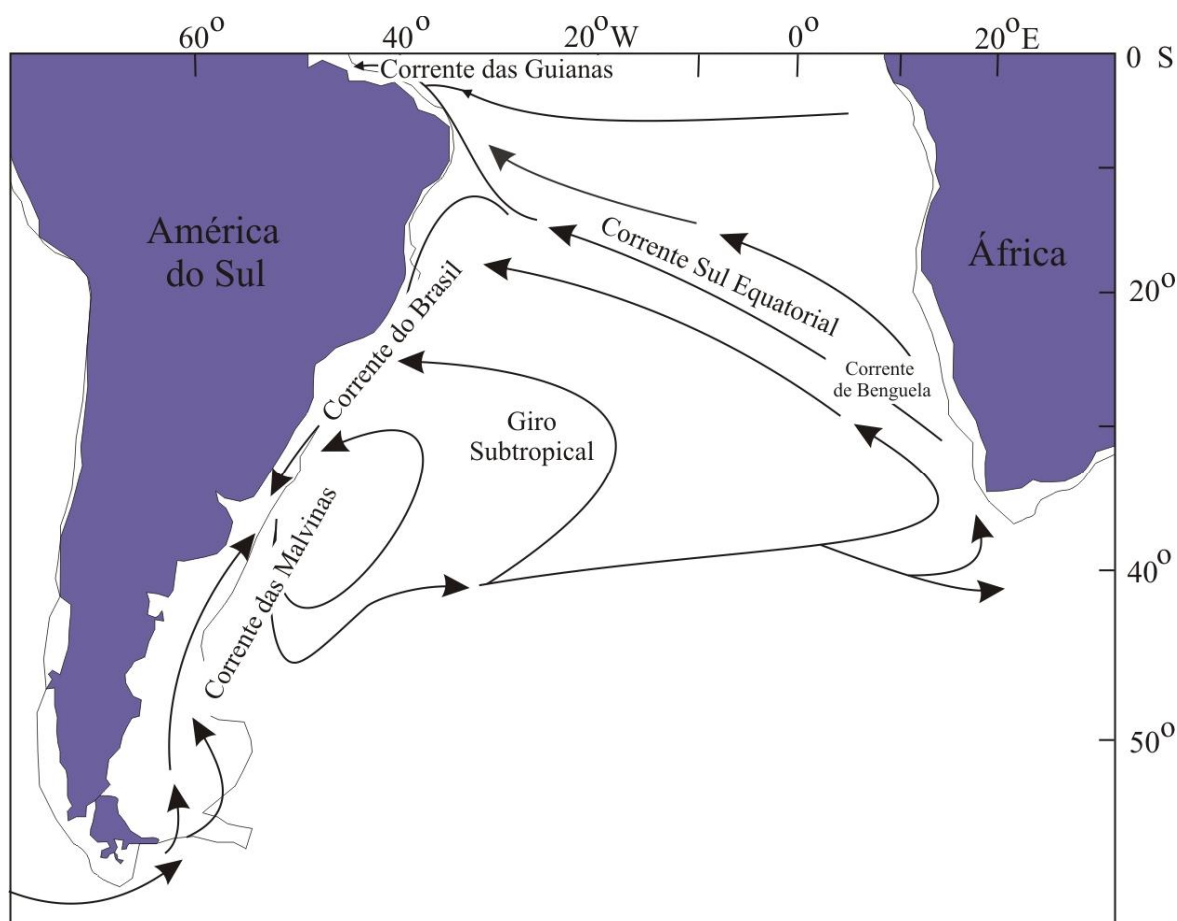 60° 40° 20°W 0° 20°E
0 S
Corrente das Guianas
América
do Sul
África
Corrente Sul Equatorial
20°
Corrente do Brasil
Corrente
de Benguela
Giro
Subtropical
Corrente das Malvinas
40°
50°